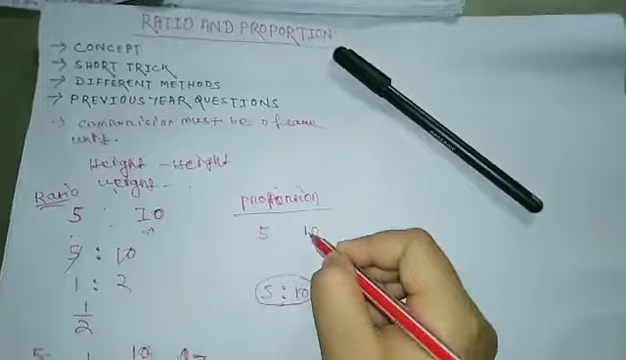 RATIO AND PROPORTION
→ CONCEPT
→ SHORT TRICK
→ DIFFERENT METHODS
→ PREVIOUS YEAR QUESTIONS
must be of same
unit.
Height - Height
weight - .
Ratio
5 : 10
5 : 10
1 : 2
1
2
proportion
5 10
5 : 10